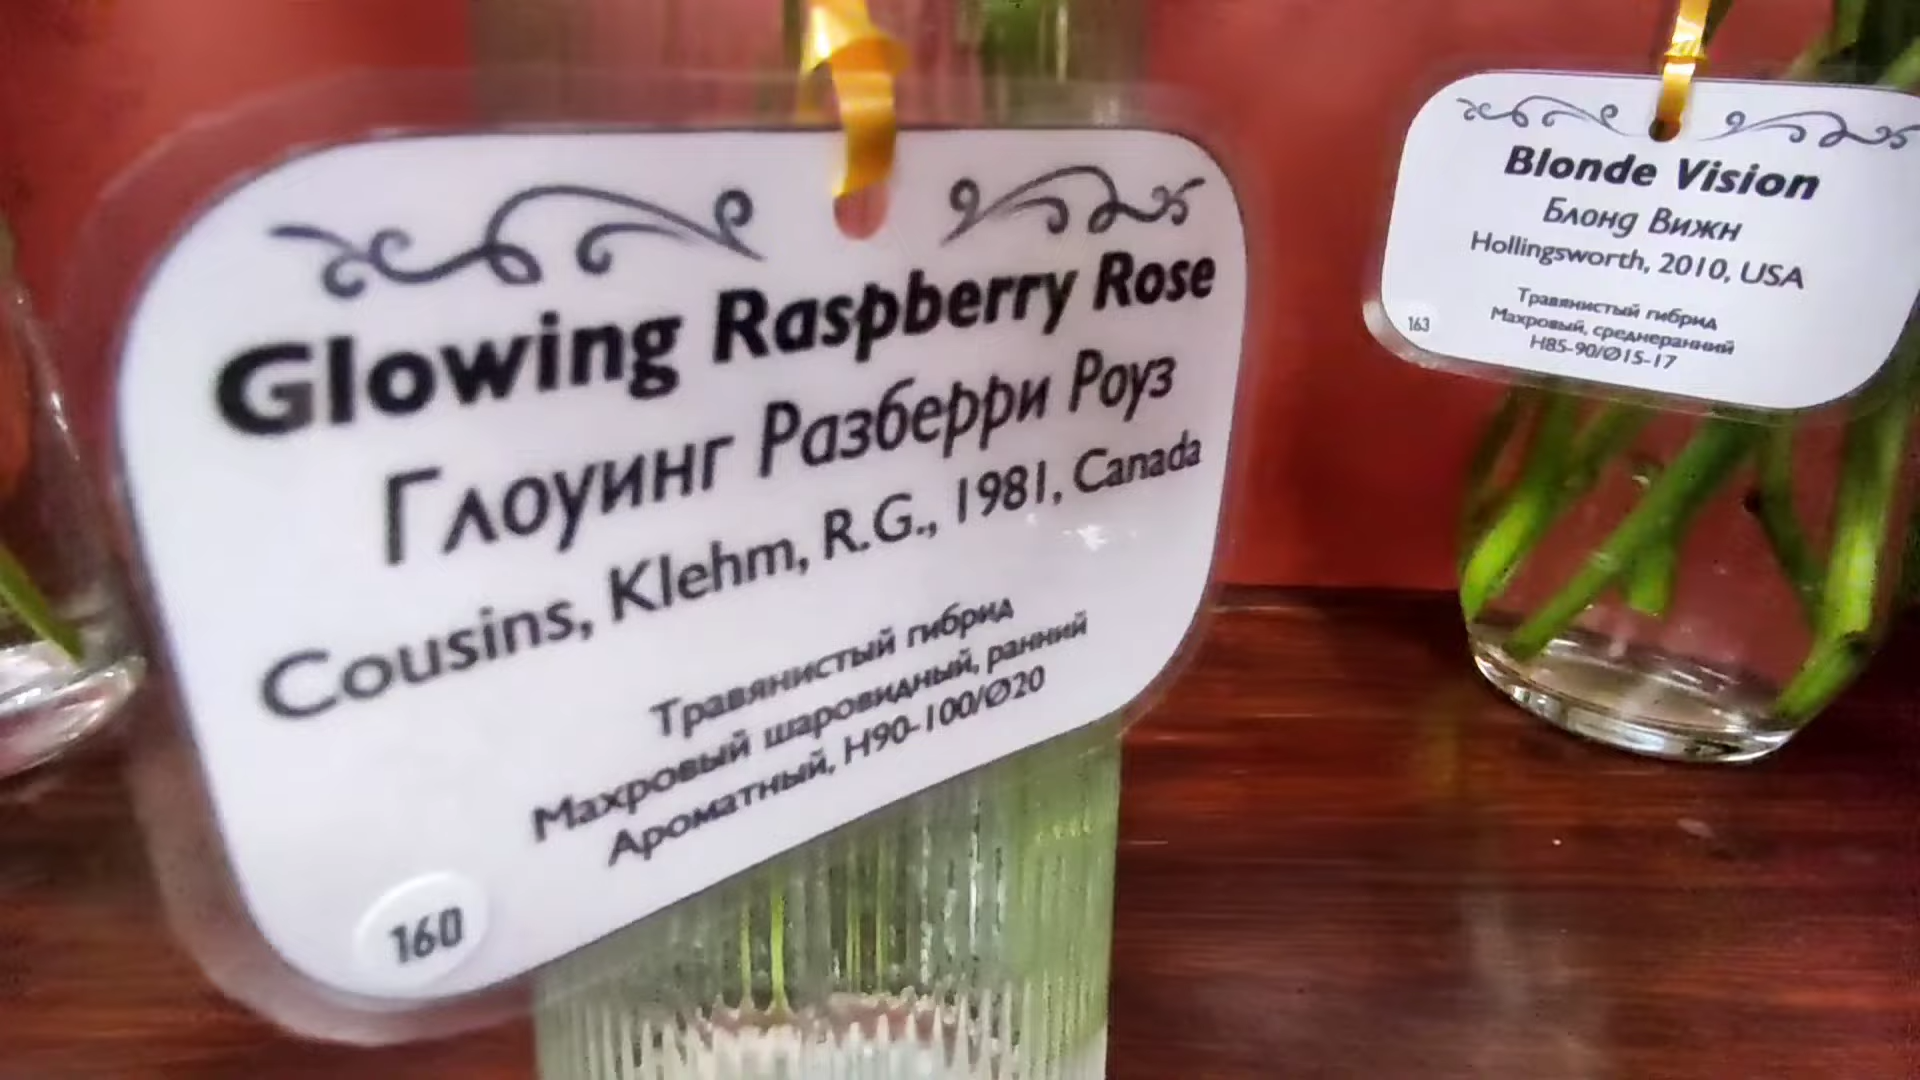 Glowing Raspberry Rose
Глоуинг Разберри Роуз
Cousins, Klehm, R.G., 1981, Canada
Травянистый гибрид
Махровый шаровидный, ранний
Ароматный, H90-100/Ø20
160
Blonde Vision
Блонд Вижн
Hollingsworth, 2010, USA
Травянистый гибрид
Махровый, среднеранний
H85-90/Ø15-17
163